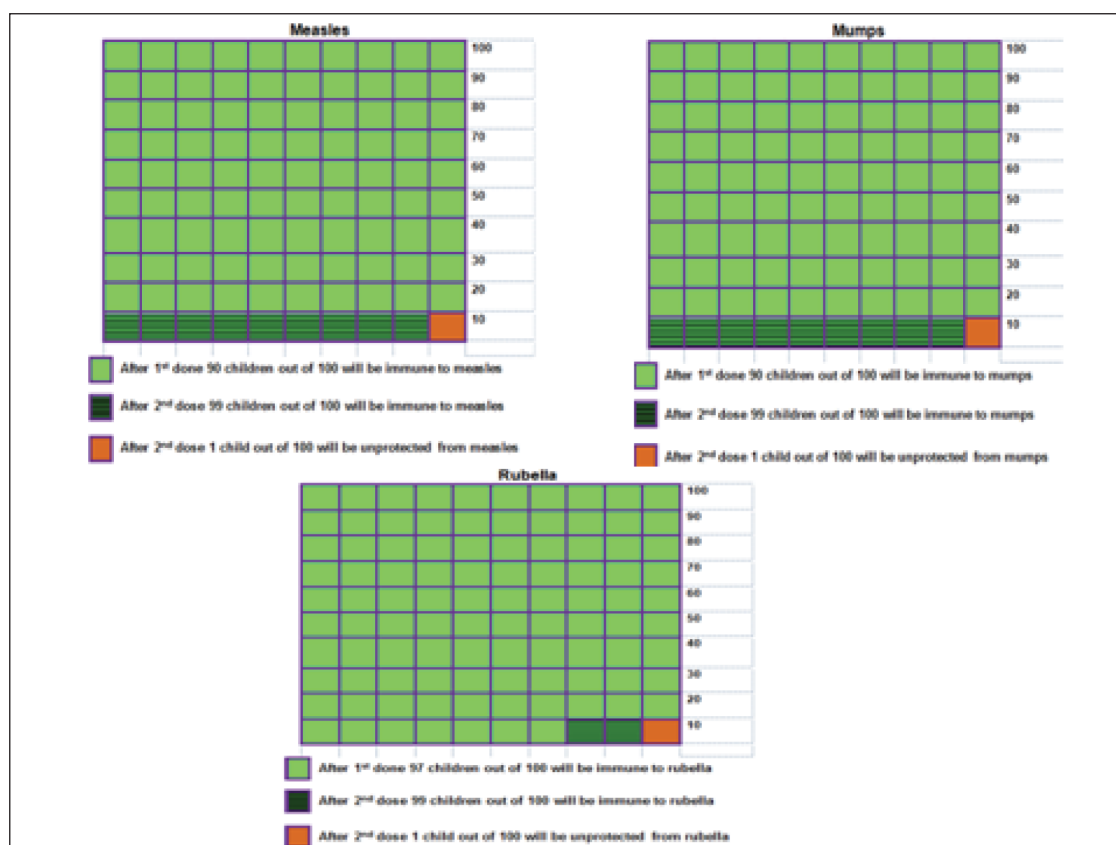 Measles
100
90
80
70
60
50
40
30
20
10
After 1st done 90 children out of 100 will be immune to measles
After 2nd dose 99 children out of 100 will be immune to measles
After 2nd dose 1 child out of 100 will be unprotected from measles
Mumps
100
90
80
70
60
50
40
30
20
10
After 1st done 90 children out of 100 will be immune to mumps
After 2nd dose 99 children out of 100 will be immune to mumps
After 2nd dose 1 child out of 100 will be unprotected from mumps
Rubella
100
90
80
70
60
50
40
30
20
10
After 1st done 97 children out of 100 will be immune to rubella
After 2nd dose 99 children out of 100 will be immune to rubella
After 2nd dose 1 child out of 100 will be unprotected from rubella